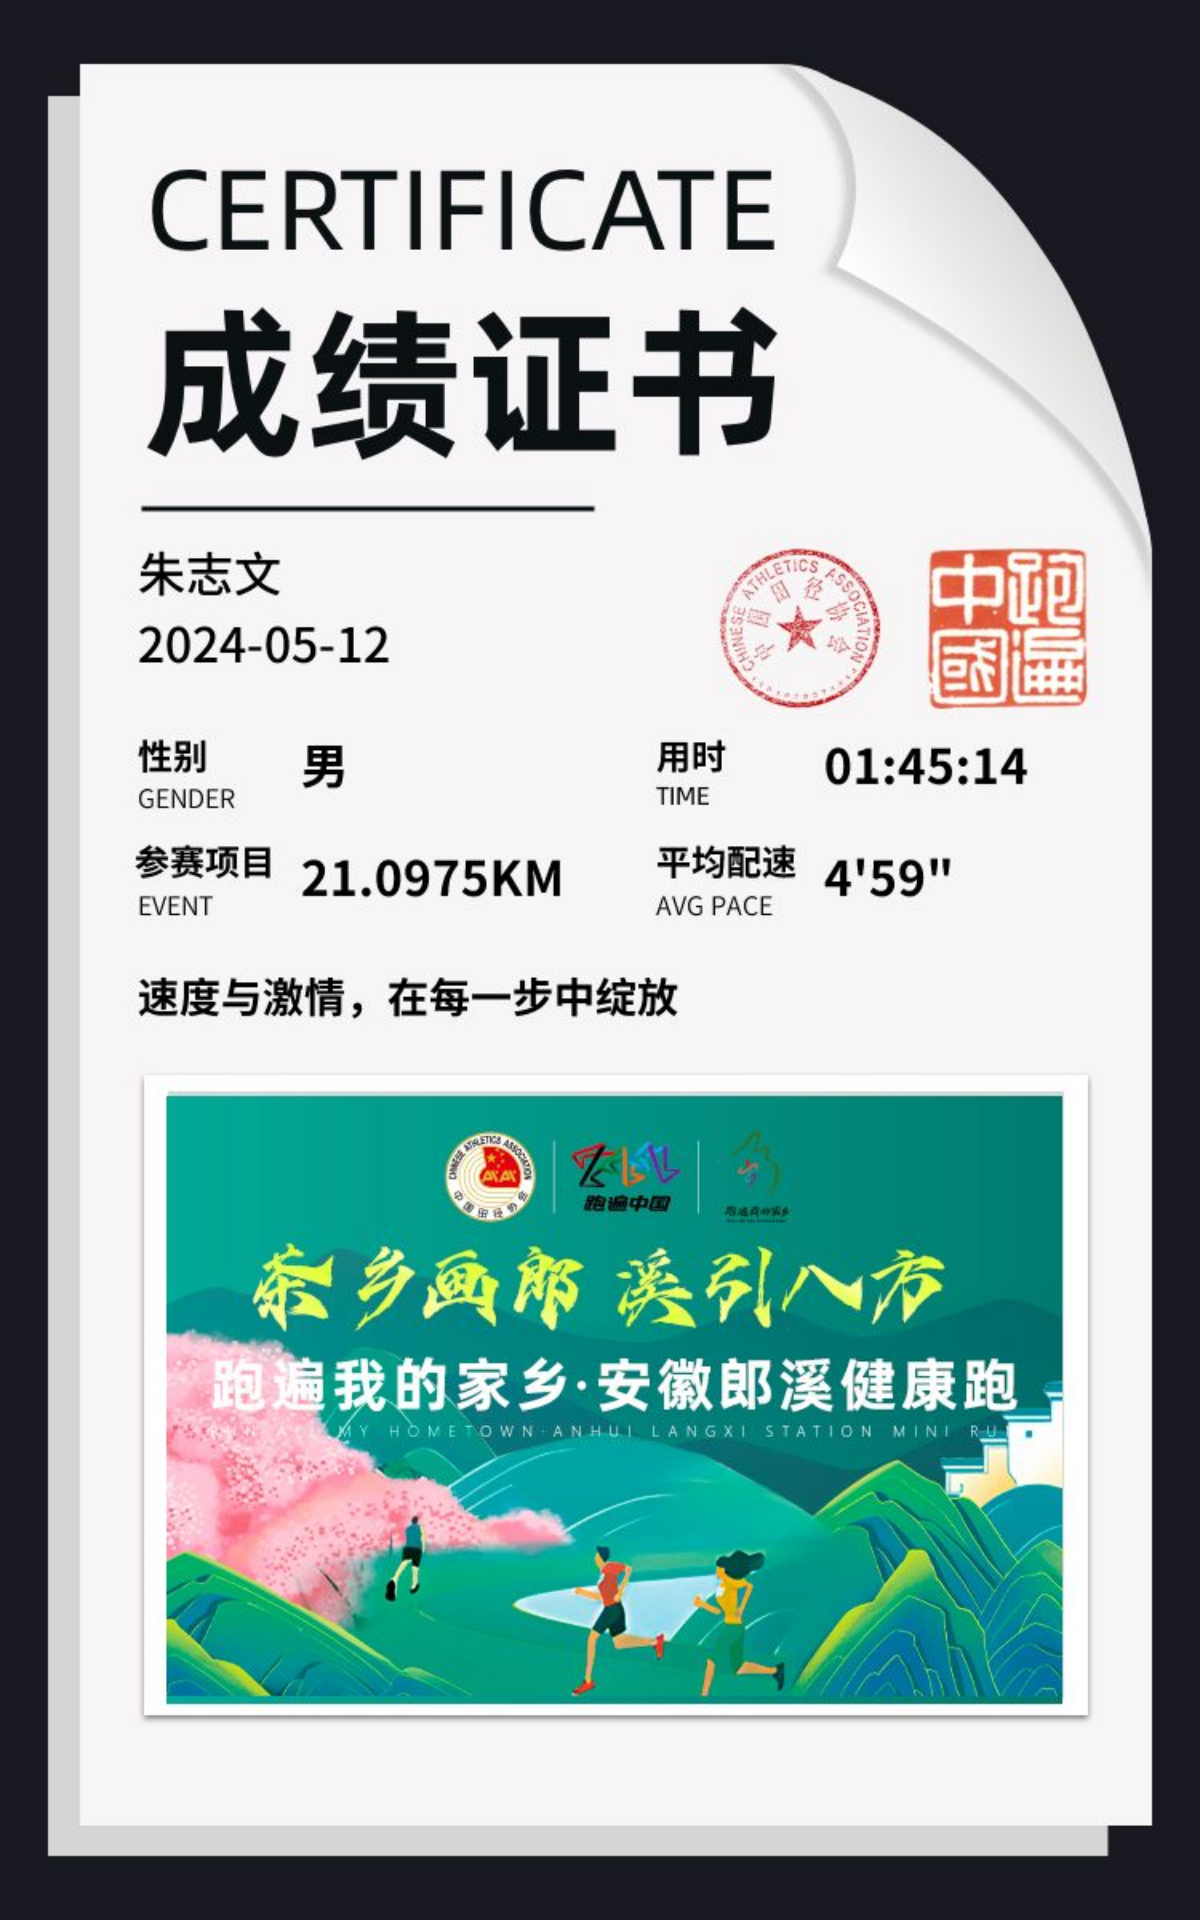 CERTIFICATE
成绩证书
朱志文
2024-05-12
CHINESE ATHLETICS ASSOCIATION
中国田径协会
跑遍中國
性别 男
GENDER
用时 01:45:14
TIME
参赛项目 21.0975KM
EVENT
平均配速 4'59"
AVG PACE
速度与激情，在每一步中绽放
CHINESE ATHLETICS ASSOCIATION
中国田径协会
跑遍中国
跑遍我的家乡
茶乡画郎 溪引八方
跑遍我的家乡·安徽郎溪健康跑
MY HOMETOWN·ANHUI LANGXI STATION MINI RUN